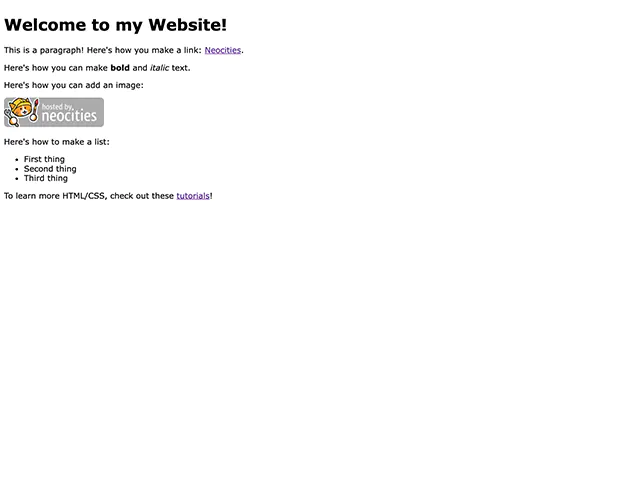 Welcome to my Website!
This is a paragraph! Here's how you make a link: Neocities.
Here's how you can make bold and italic text.
Here's how you can add an image:
hosted by
neocities
Here's how to make a list:
• First thing
• Second thing
• Third thing
To learn more HTML/CSS, check out these tutorials!